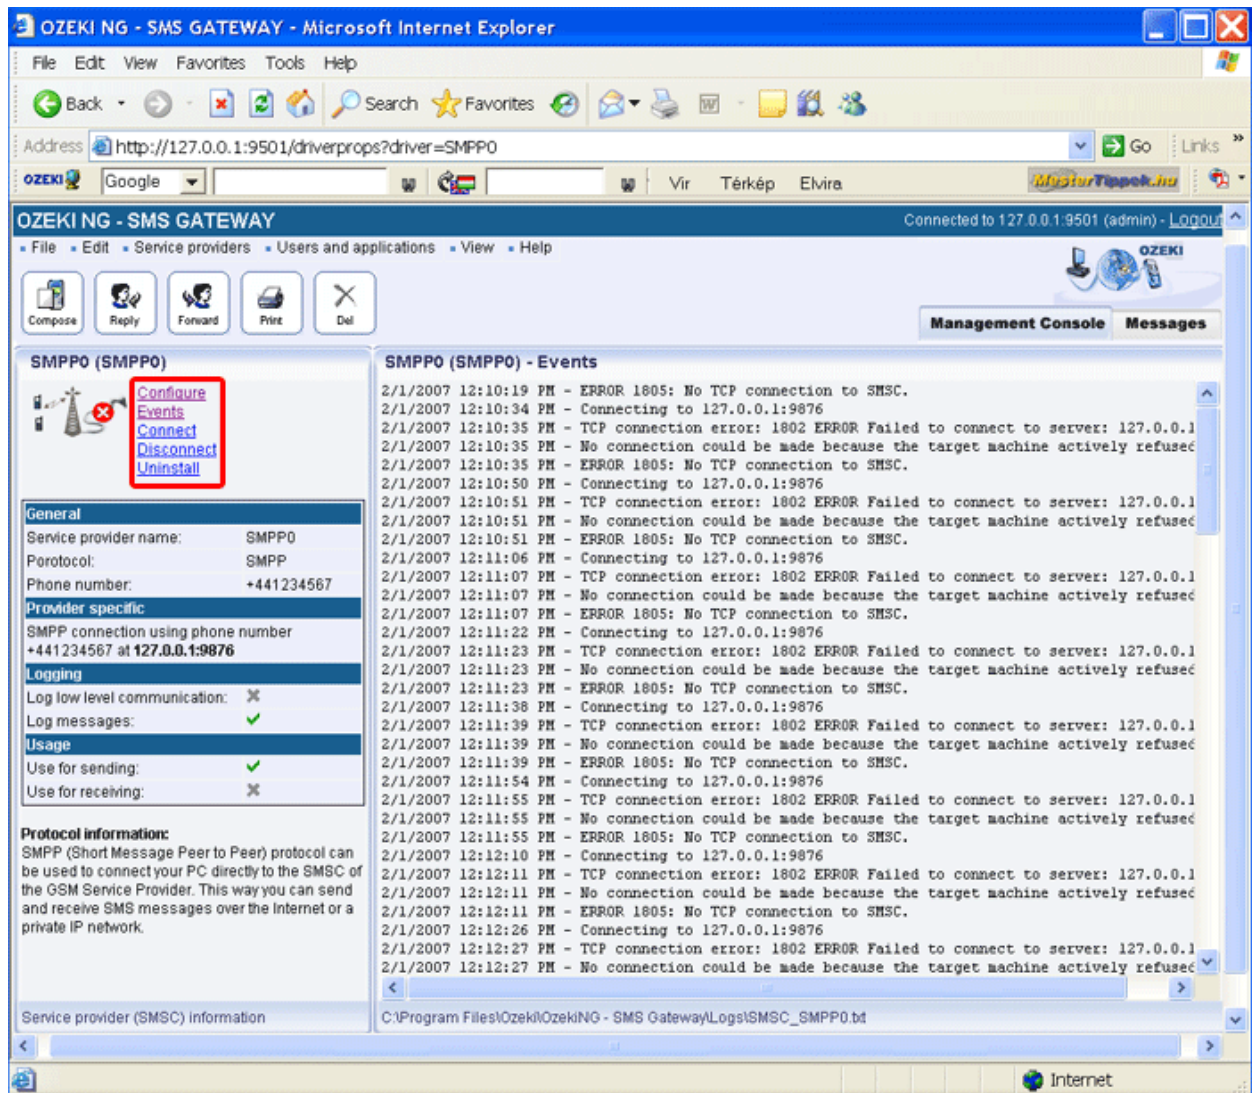 OZEKI NG - SMS GATEWAY - Microsoft Internet Explorer
File Edit View Favorites Tools Help
Back Search Favorites
Address http://127.0.0.1:9501/driverprops?driver=SMPP0 Go Links »
OZEKI Google Vir Térkép Elvira MesterTippek.hu
OZEKI NG - SMS GATEWAY Connected to 127.0.0.1:9501 (admin) - Logout
File Edit Service providers Users and applications View Help
OZEKI
Compose Reply Forward Print Del
Management Console Messages
SMPP0 (SMPP0)
Configure
Events
Connect
Disconnect
Uninstall
General
Service provider name: SMPP0
Porotocol: SMPP
Phone number: +441234567
Provider specific
SMPP connection using phone number
+441234567 at 127.0.0.1:9876
Logging
Log low level communication:
Log messages:
Usage
Use for sending:
Use for receiving:
Protocol information:
SMPP (Short Message Peer to Peer) protocol can
be used to connect your PC directly to the SMSC of
the GSM Service Provider. This way you can send
and receive SMS messages over the Internet or a
private IP network.
Service provider (SMSC) information
SMPP0 (SMPP0) - Events
2/1/2007 12:10:19 PM - ERROR 1805: No TCP connection to SMSC.
2/1/2007 12:10:34 PM - Connecting to 127.0.0.1:9876
2/1/2007 12:10:35 PM - TCP connection error: 1802 ERROR Failed to connect to server: 127.0.0.1
2/1/2007 12:10:35 PM - No connection could be made because the target machine actively refused
2/1/2007 12:10:35 PM - ERROR 1805: No TCP connection to SMSC.
2/1/2007 12:10:50 PM - Connecting to 127.0.0.1:9876
2/1/2007 12:10:51 PM - TCP connection error: 1802 ERROR Failed to connect to server: 127.0.0.1
2/1/2007 12:10:51 PM - No connection could be made because the target machine actively refused
2/1/2007 12:10:51 PM - ERROR 1805: No TCP connection to SMSC.
2/1/2007 12:11:06 PM - Connecting to 127.0.0.1:9876
2/1/2007 12:11:07 PM - TCP connection error: 1802 ERROR Failed to connect to server: 127.0.0.1
2/1/2007 12:11:07 PM - No connection could be made because the target machine actively refused
2/1/2007 12:11:07 PM - ERROR 1805: No TCP connection to SMSC.
2/1/2007 12:11:22 PM - Connecting to 127.0.0.1:9876
2/1/2007 12:11:23 PM - TCP connection error: 1802 ERROR Failed to connect to server: 127.0.0.1
2/1/2007 12:11:23 PM - No connection could be made because the target machine actively refused
2/1/2007 12:11:23 PM - ERROR 1805: No TCP connection to SMSC.
2/1/2007 12:11:38 PM - Connecting to 127.0.0.1:9876
2/1/2007 12:11:39 PM - TCP connection error: 1802 ERROR Failed to connect to server: 127.0.0.1
2/1/2007 12:11:39 PM - No connection could be made because the target machine actively refused
2/1/2007 12:11:39 PM - ERROR 1805: No TCP connection to SMSC.
2/1/2007 12:11:54 PM - Connecting to 127.0.0.1:9876
2/1/2007 12:11:55 PM - TCP connection error: 1802 ERROR Failed to connect to server: 127.0.0.1
2/1/2007 12:11:55 PM - No connection could be made because the target machine actively refused
2/1/2007 12:11:55 PM - ERROR 1805: No TCP connection to SMSC.
2/1/2007 12:12:10 PM - Connecting to 127.0.0.1:9876
2/1/2007 12:12:11 PM - TCP connection error: 1802 ERROR Failed to connect to server: 127.0.0.1
2/1/2007 12:12:11 PM - No connection could be made because the target machine actively refused
2/1/2007 12:12:11 PM - ERROR 1805: No TCP connection to SMSC.
2/1/2007 12:12:26 PM - Connecting to 127.0.0.1:9876
2/1/2007 12:12:27 PM - TCP connection error: 1802 ERROR Failed to connect to server: 127.0.0.1
2/1/2007 12:12:27 PM - No connection could be made because the target machine actively refused
C:\Program Files\Ozeki\OzekiNG - SMS Gateway\Logs\SMSC_SMPP0.txt
Internet